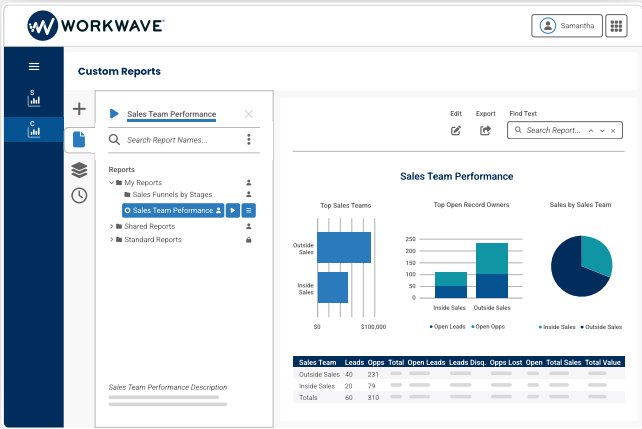 WORKWAVE
Samantha
Custom Reports
S
C
Sales Team Performance
Search Report Names...
Reports
My Reports
Sales Funnels by Stages
Sales Team Peformance
Shared Reports
Standard Reports
Sales Team Performance Description
Edit Export Find Text
Search Report...
Sales Team Performance
Top Sales Teams
Outside
Sales
Inside
Sales
$0 $100,000
Top Open Record Owners
250
200
150
100
50
0
Inside Sales Outside Sales
Open Leads Open Opps
Sales by Sales Team
Inside Sales Outside Sales
Sales Team Leads Opps Total Open Leads Leads Disq. Opps Lost Open Total Sales Total Value
Outside Sales 40 231
Inside Sales 20 79
Totals 60 310